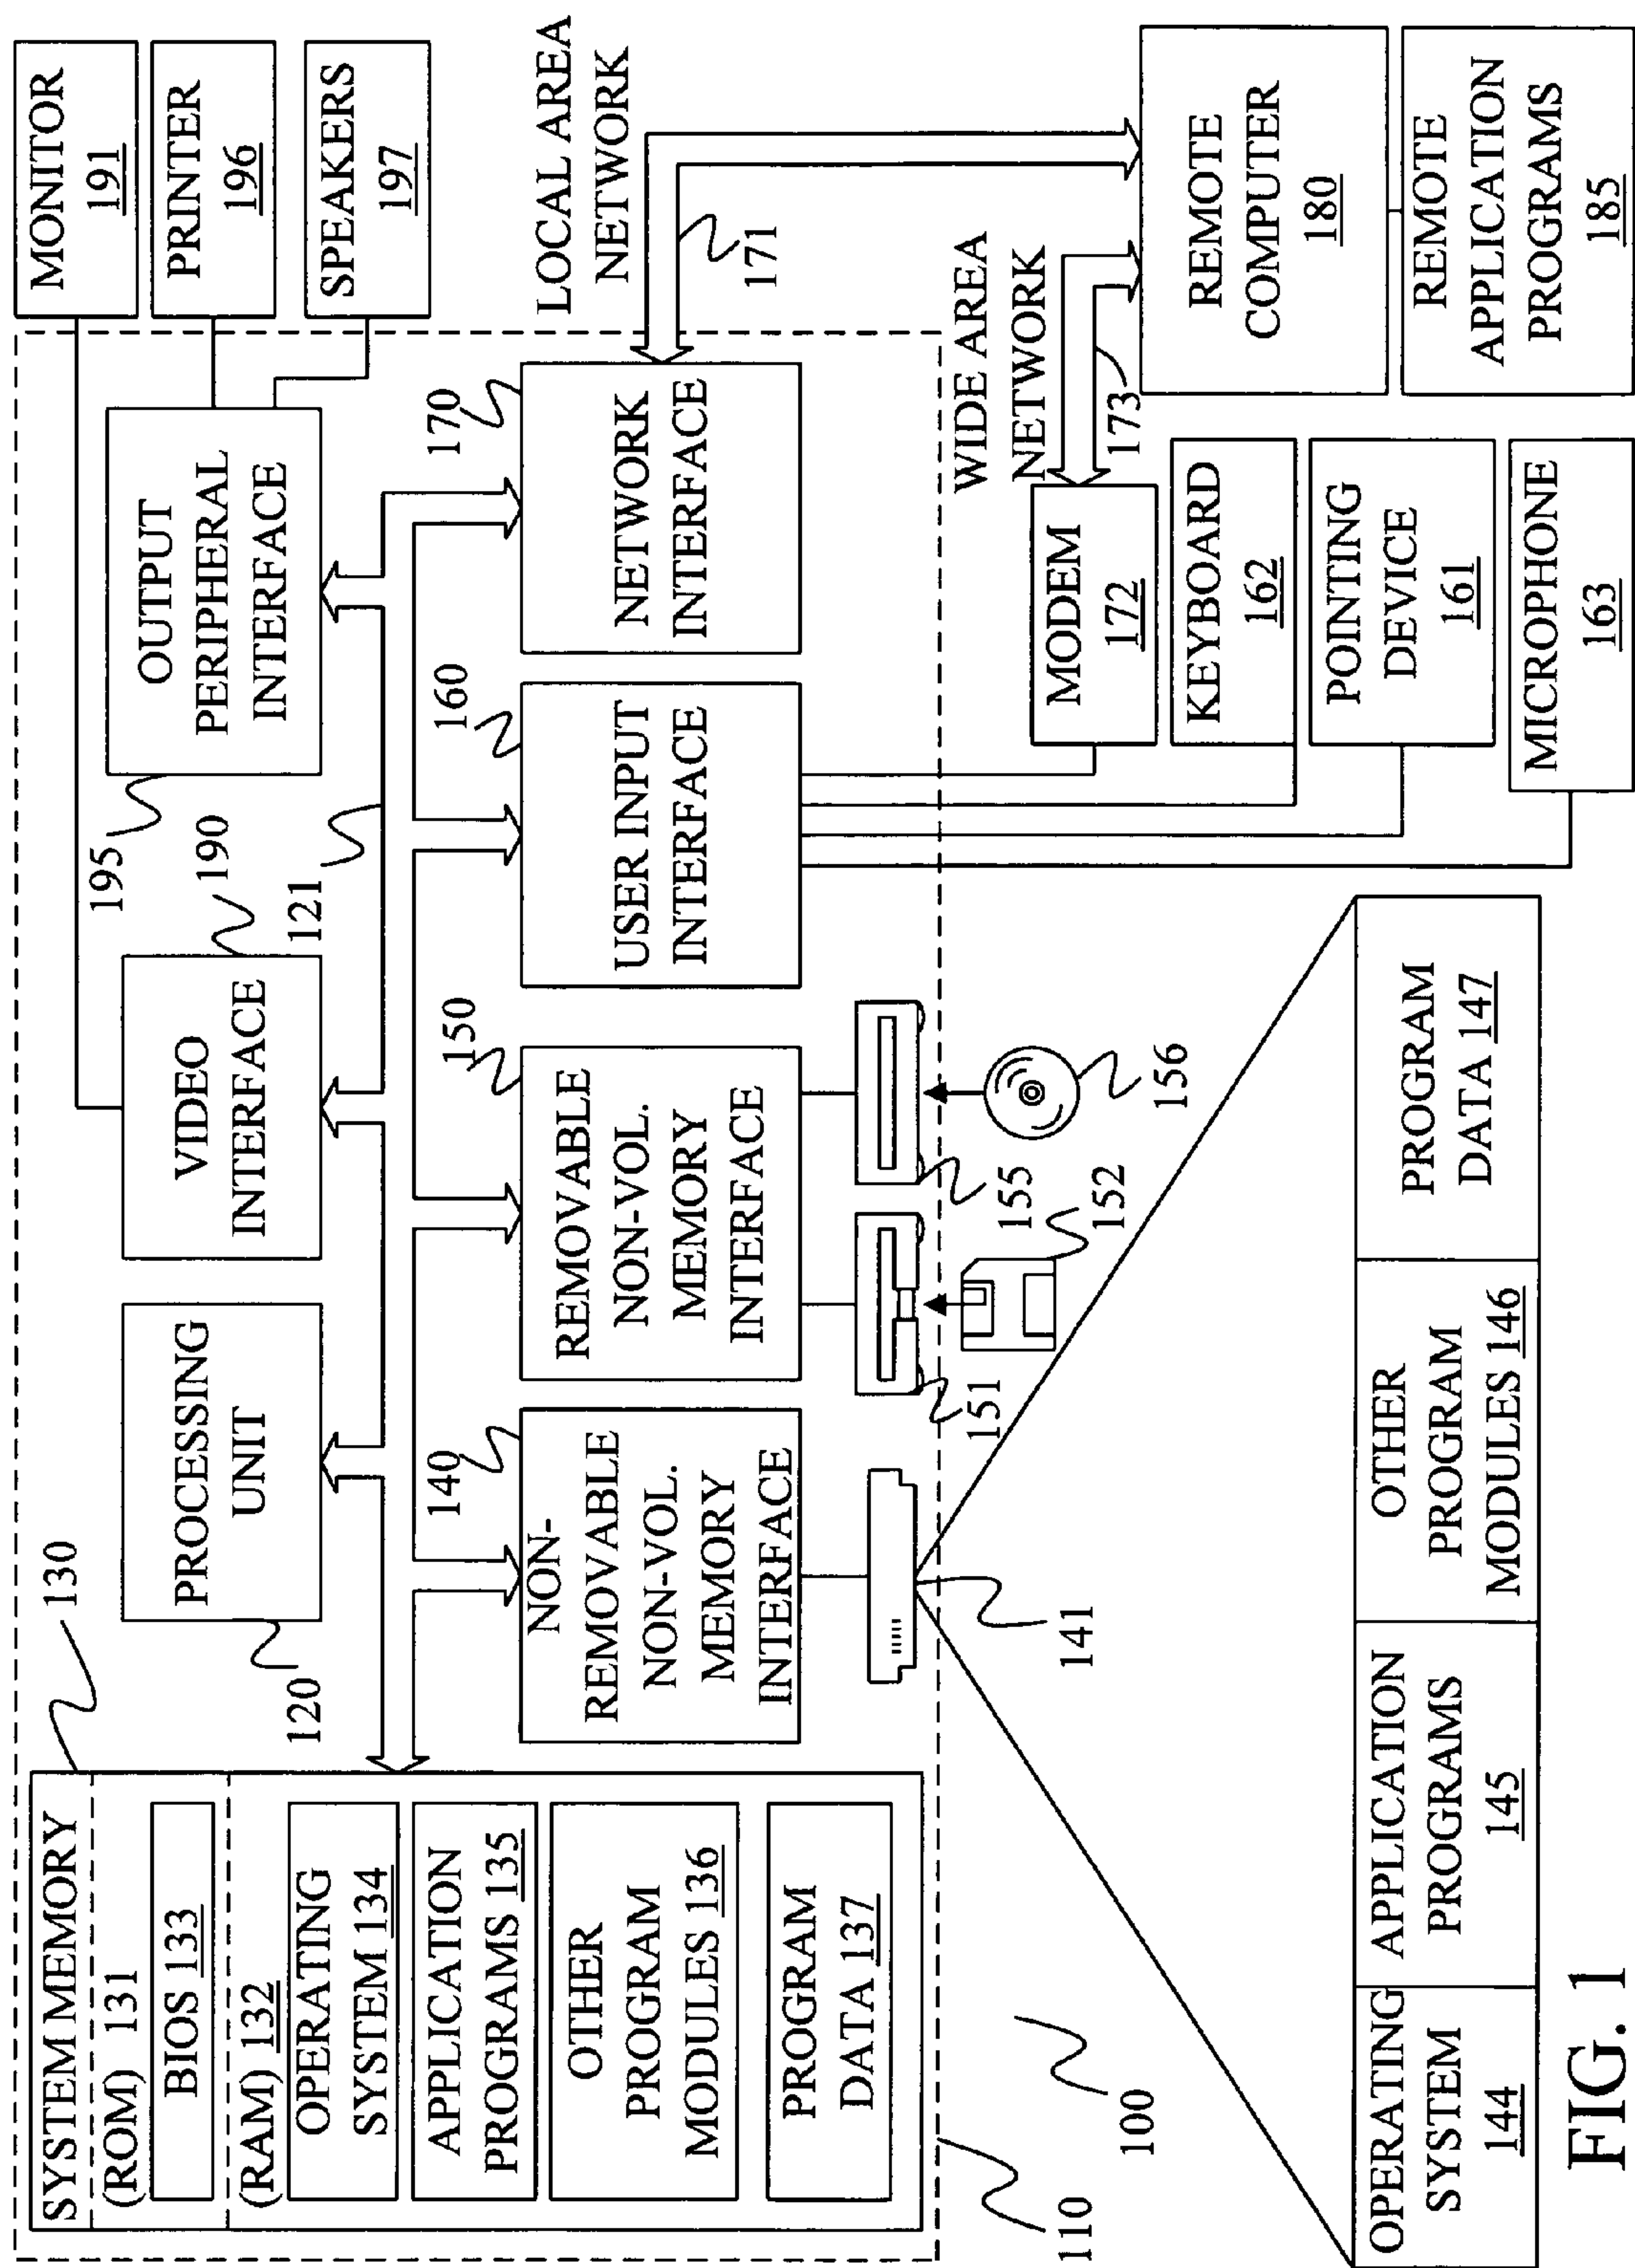 SYSTEM MEMORY
(ROM) 131
BIOS 133
(RAM) 132
OPERATING
SYSTEM 134
APPLICATION
PROGRAMS 135
OTHER
PROGRAM
MODULES 136
PROGRAM
DATA 137
130
120
PROCESSING
UNIT
VIDEO
INTERFACE
190
121
195
OUTPUT
PERIPHERAL
INTERFACE
MONITOR
191
PRINTER
196
SPEAKERS
197
140
NON-
REMOVABLE
NON-VOL.
MEMORY
INTERFACE
150
REMOVABLE
NON-VOL.
MEMORY
INTERFACE
160
USER INPUT
INTERFACE
170
NETWORK
INTERFACE
LOCAL AREA
NETWORK
171
WIDE AREA
NETWORK
173
141
151
152
155
156
MODEM
172
KEYBOARD
162
POINTING
DEVICE
161
MICROPHONE
163
REMOTE
COMPUTER
180
REMOTE
APPLICATION
PROGRAMS
185
110
100
OPERATING
SYSTEM
144
APPLICATION
PROGRAMS
145
OTHER
PROGRAM
MODULES 146
PROGRAM
DATA 147
FIG. 1